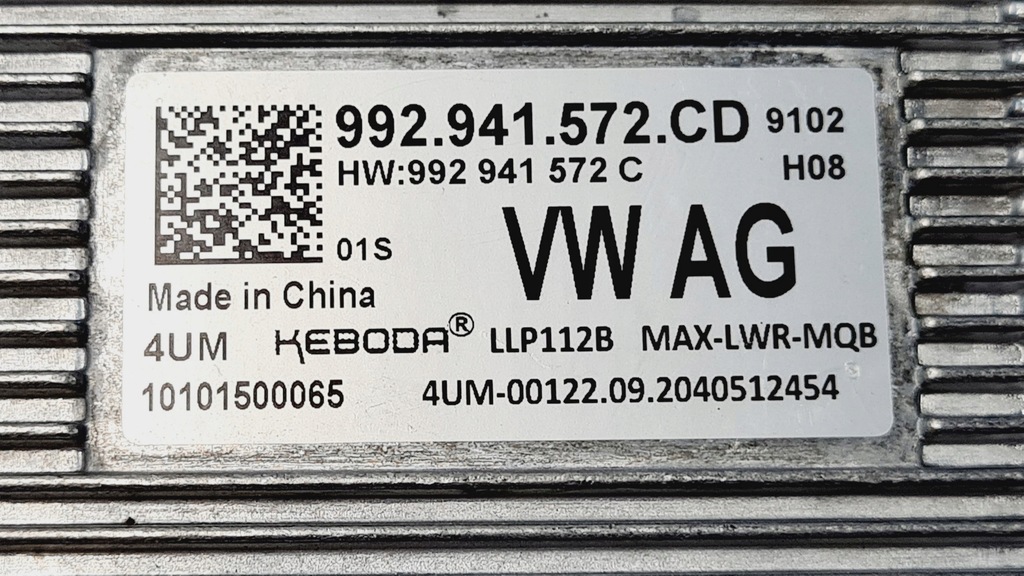 992.941.572.CD 9102
HW:992 941 572 C H08
01S VW AG
Made in China
4UM KEBODA® LLP112B MAX-LWR-MQB
10101500065 4UM-00122.09.2040512454